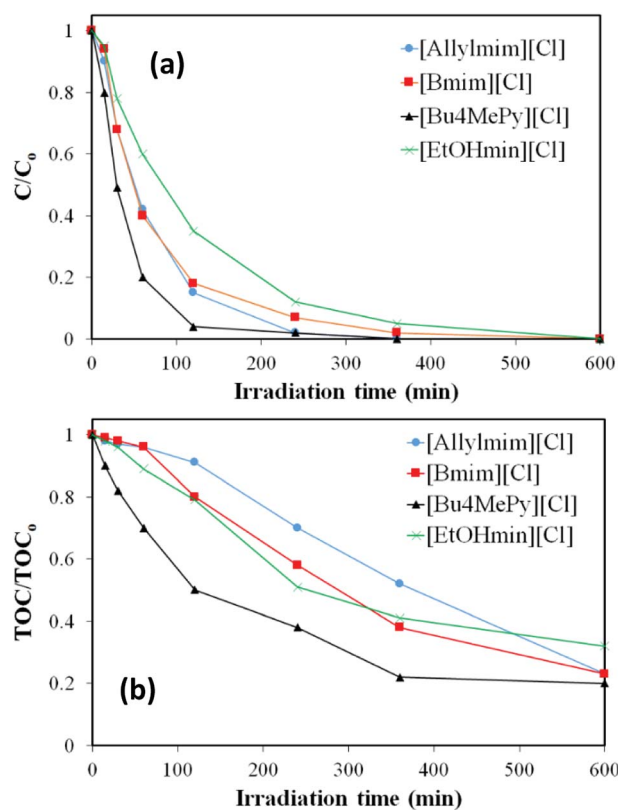 (a)
[Allylmim][Cl]
[Bmim][Cl]
[Bu4MePy][Cl]
[EtOHmin][Cl]
C/C₀
1
0.8
0.6
0.4
0.2
0
0 100 200 300 400 500 600
Irradiation time (min)
[Allylmim][Cl]
[Bmim][Cl]
[Bu4MePy][Cl]
[EtOHmin][Cl]
TOC/TOC₀
1
0.8
0.6
0.4
0.2
0
(b)
0 100 200 300 400 500 600
Irradiation time (min)